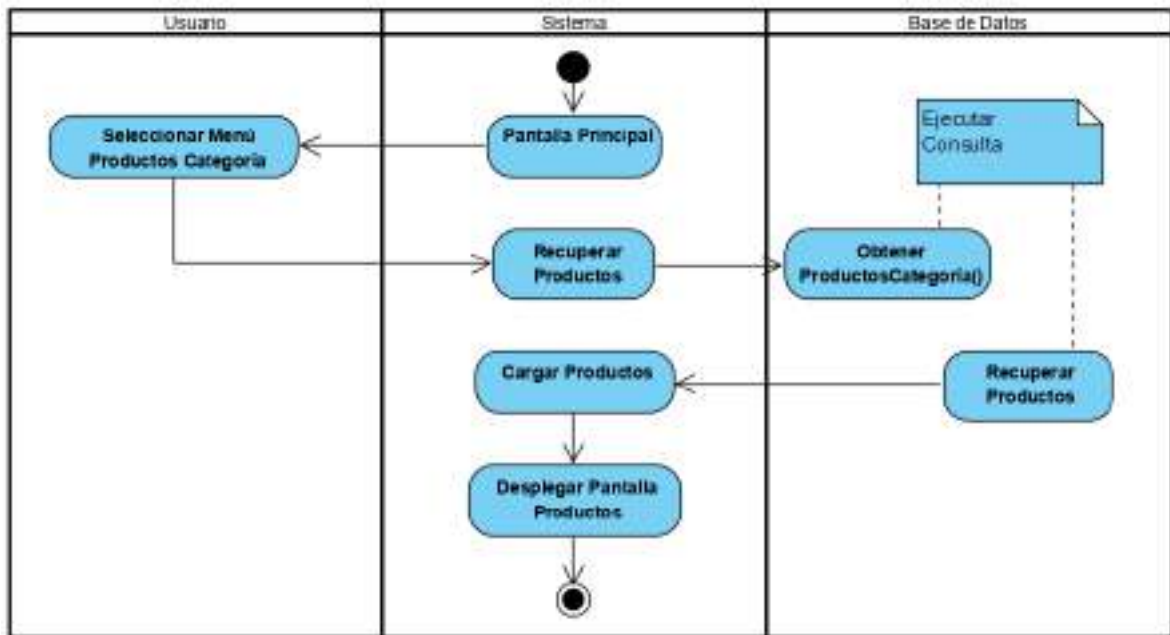 Usuario
Sistema
Base de Datos
Pantalla Principal
Seleccionar Menú
Productos Categoría
Ejecutar
Consulta
Recuperar
Productos
Obtener
ProductosCategoría()
Cargar Productos
Recuperar
Productos
Desplegar Pantalla
Productos